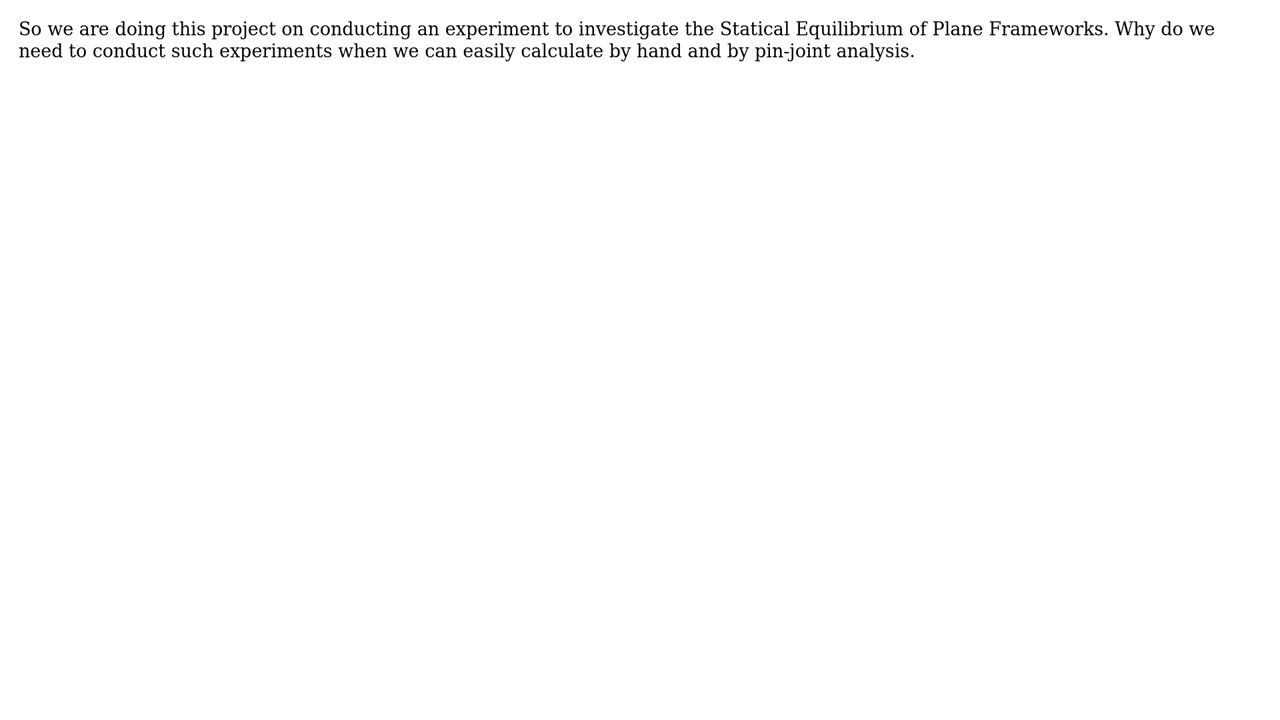 So we are doing this project on conducting an experiment to investigate the Statical Equilibrium of Plane Frameworks. Why do we
need to conduct such experiments when we can easily calculate by hand and by pin-joint analysis.